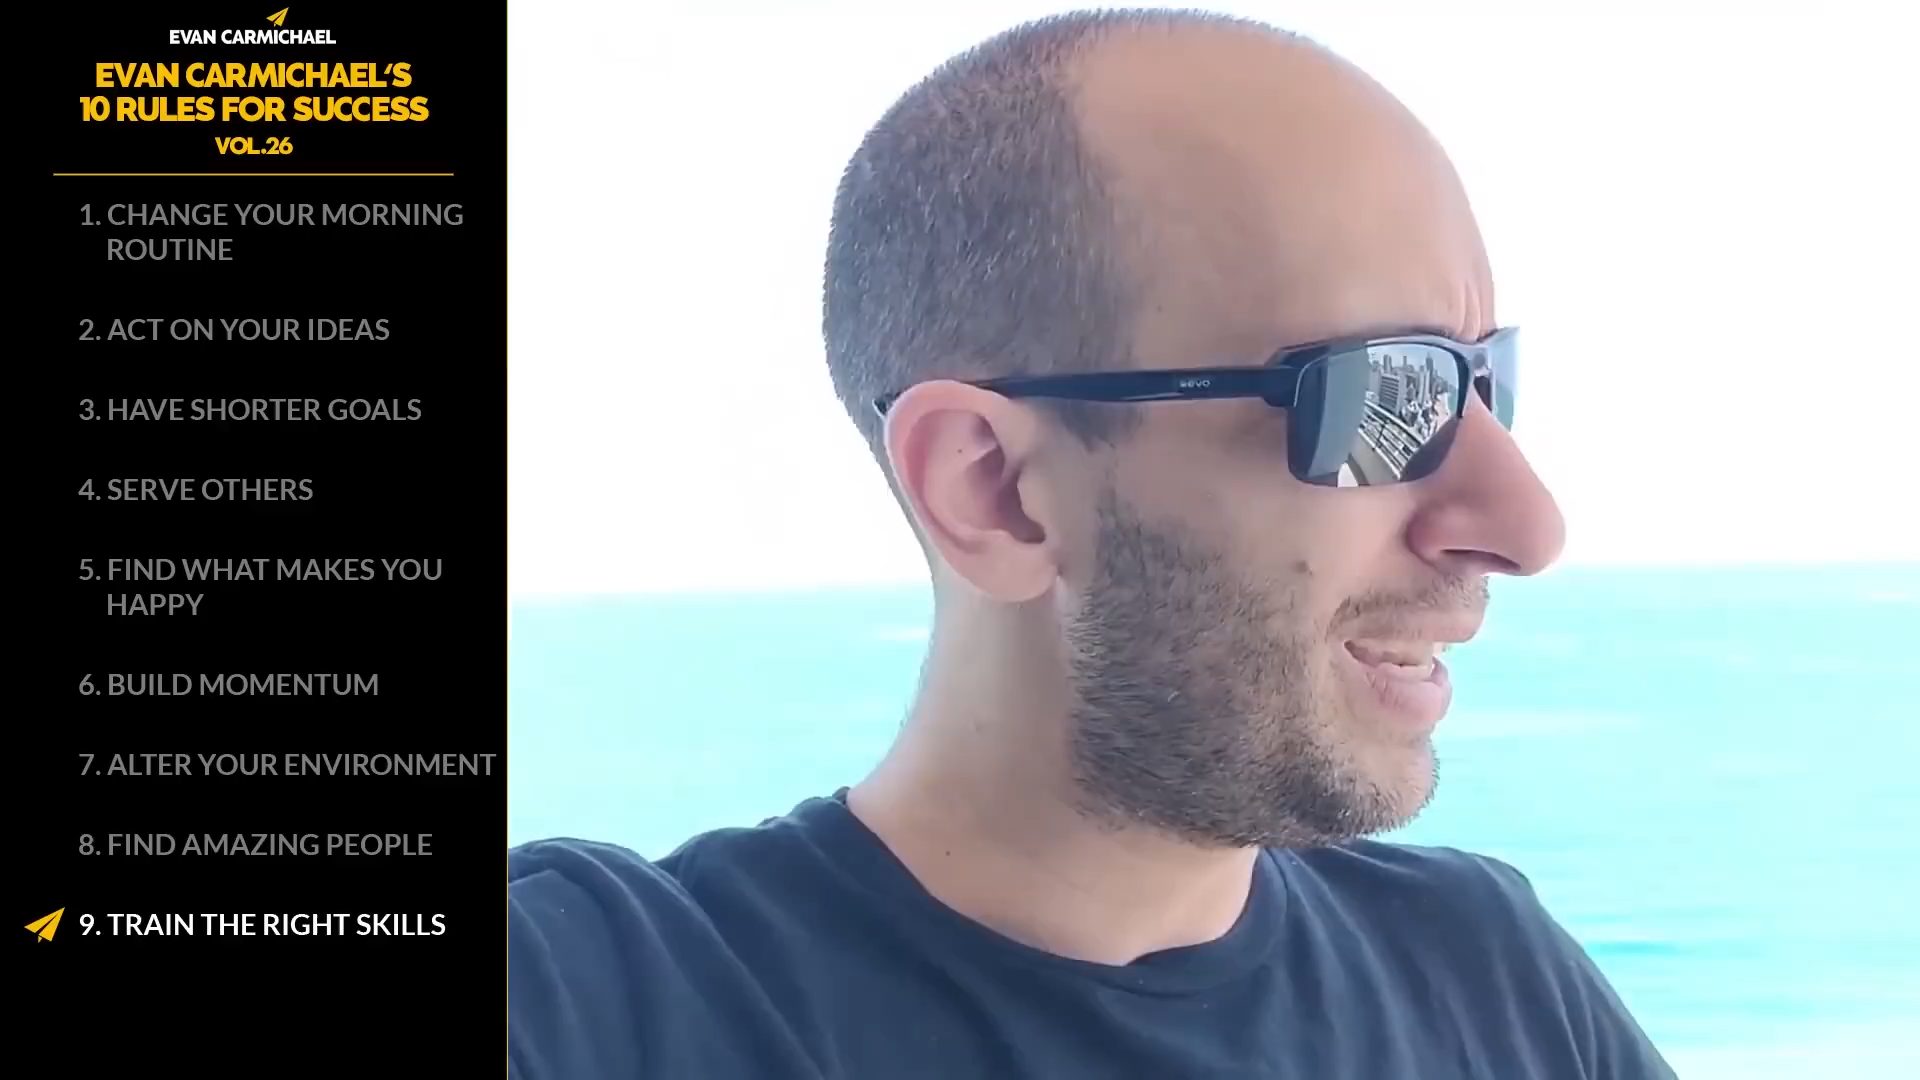 EVAN CARMICHAEL
EVAN CARMICHAEL'S
10 RULES FOR SUCCESS
VOL.26
1. CHANGE YOUR MORNING
ROUTINE
2. ACT ON YOUR IDEAS
3. HAVE SHORTER GOALS
4. SERVE OTHERS
5. FIND WHAT MAKES YOU
HAPPY
6. BUILD MOMENTUM
7. ALTER YOUR ENVIRONMENT
8. FIND AMAZING PEOPLE
9. TRAIN THE RIGHT SKILLS
REVO